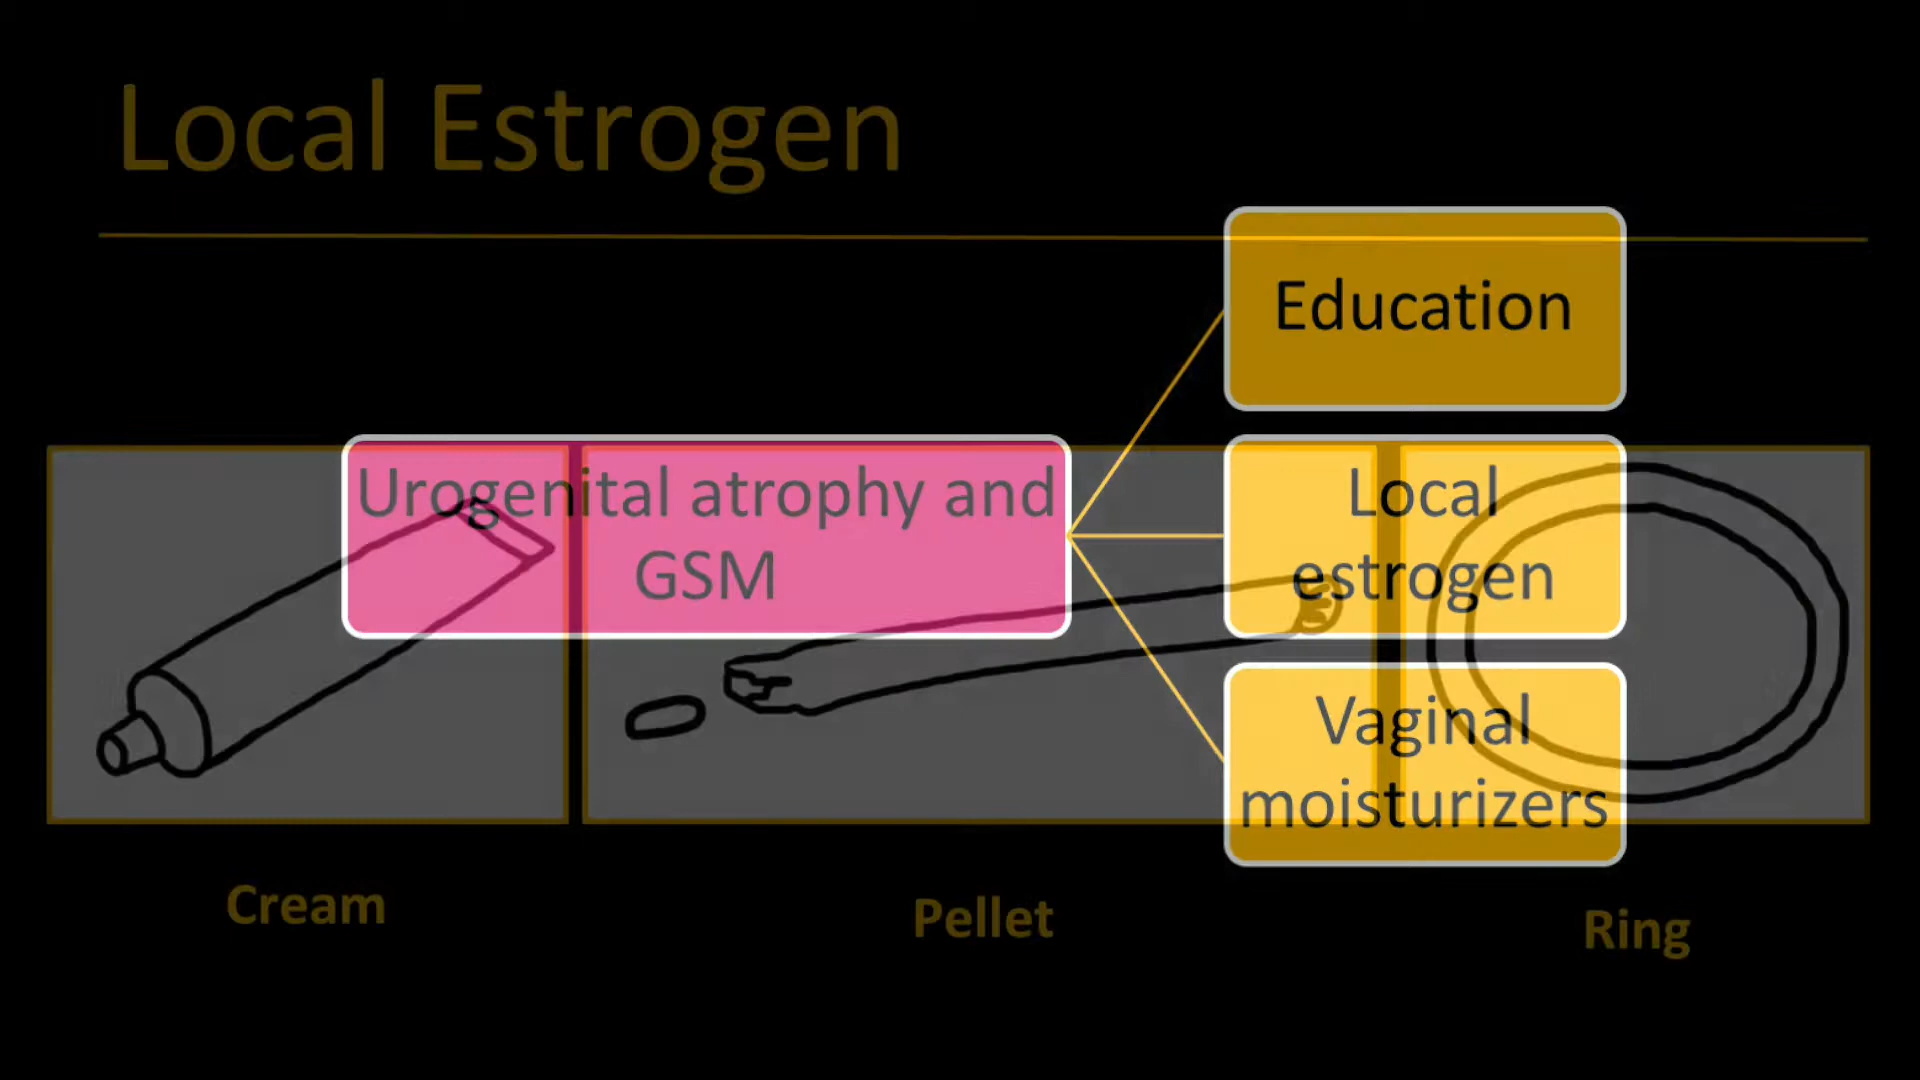 Local Estrogen
Education
Urogenital atrophy and
GSM
Local
estrogen
Vaginal
moisturizers
Cream
Pellet
Ring